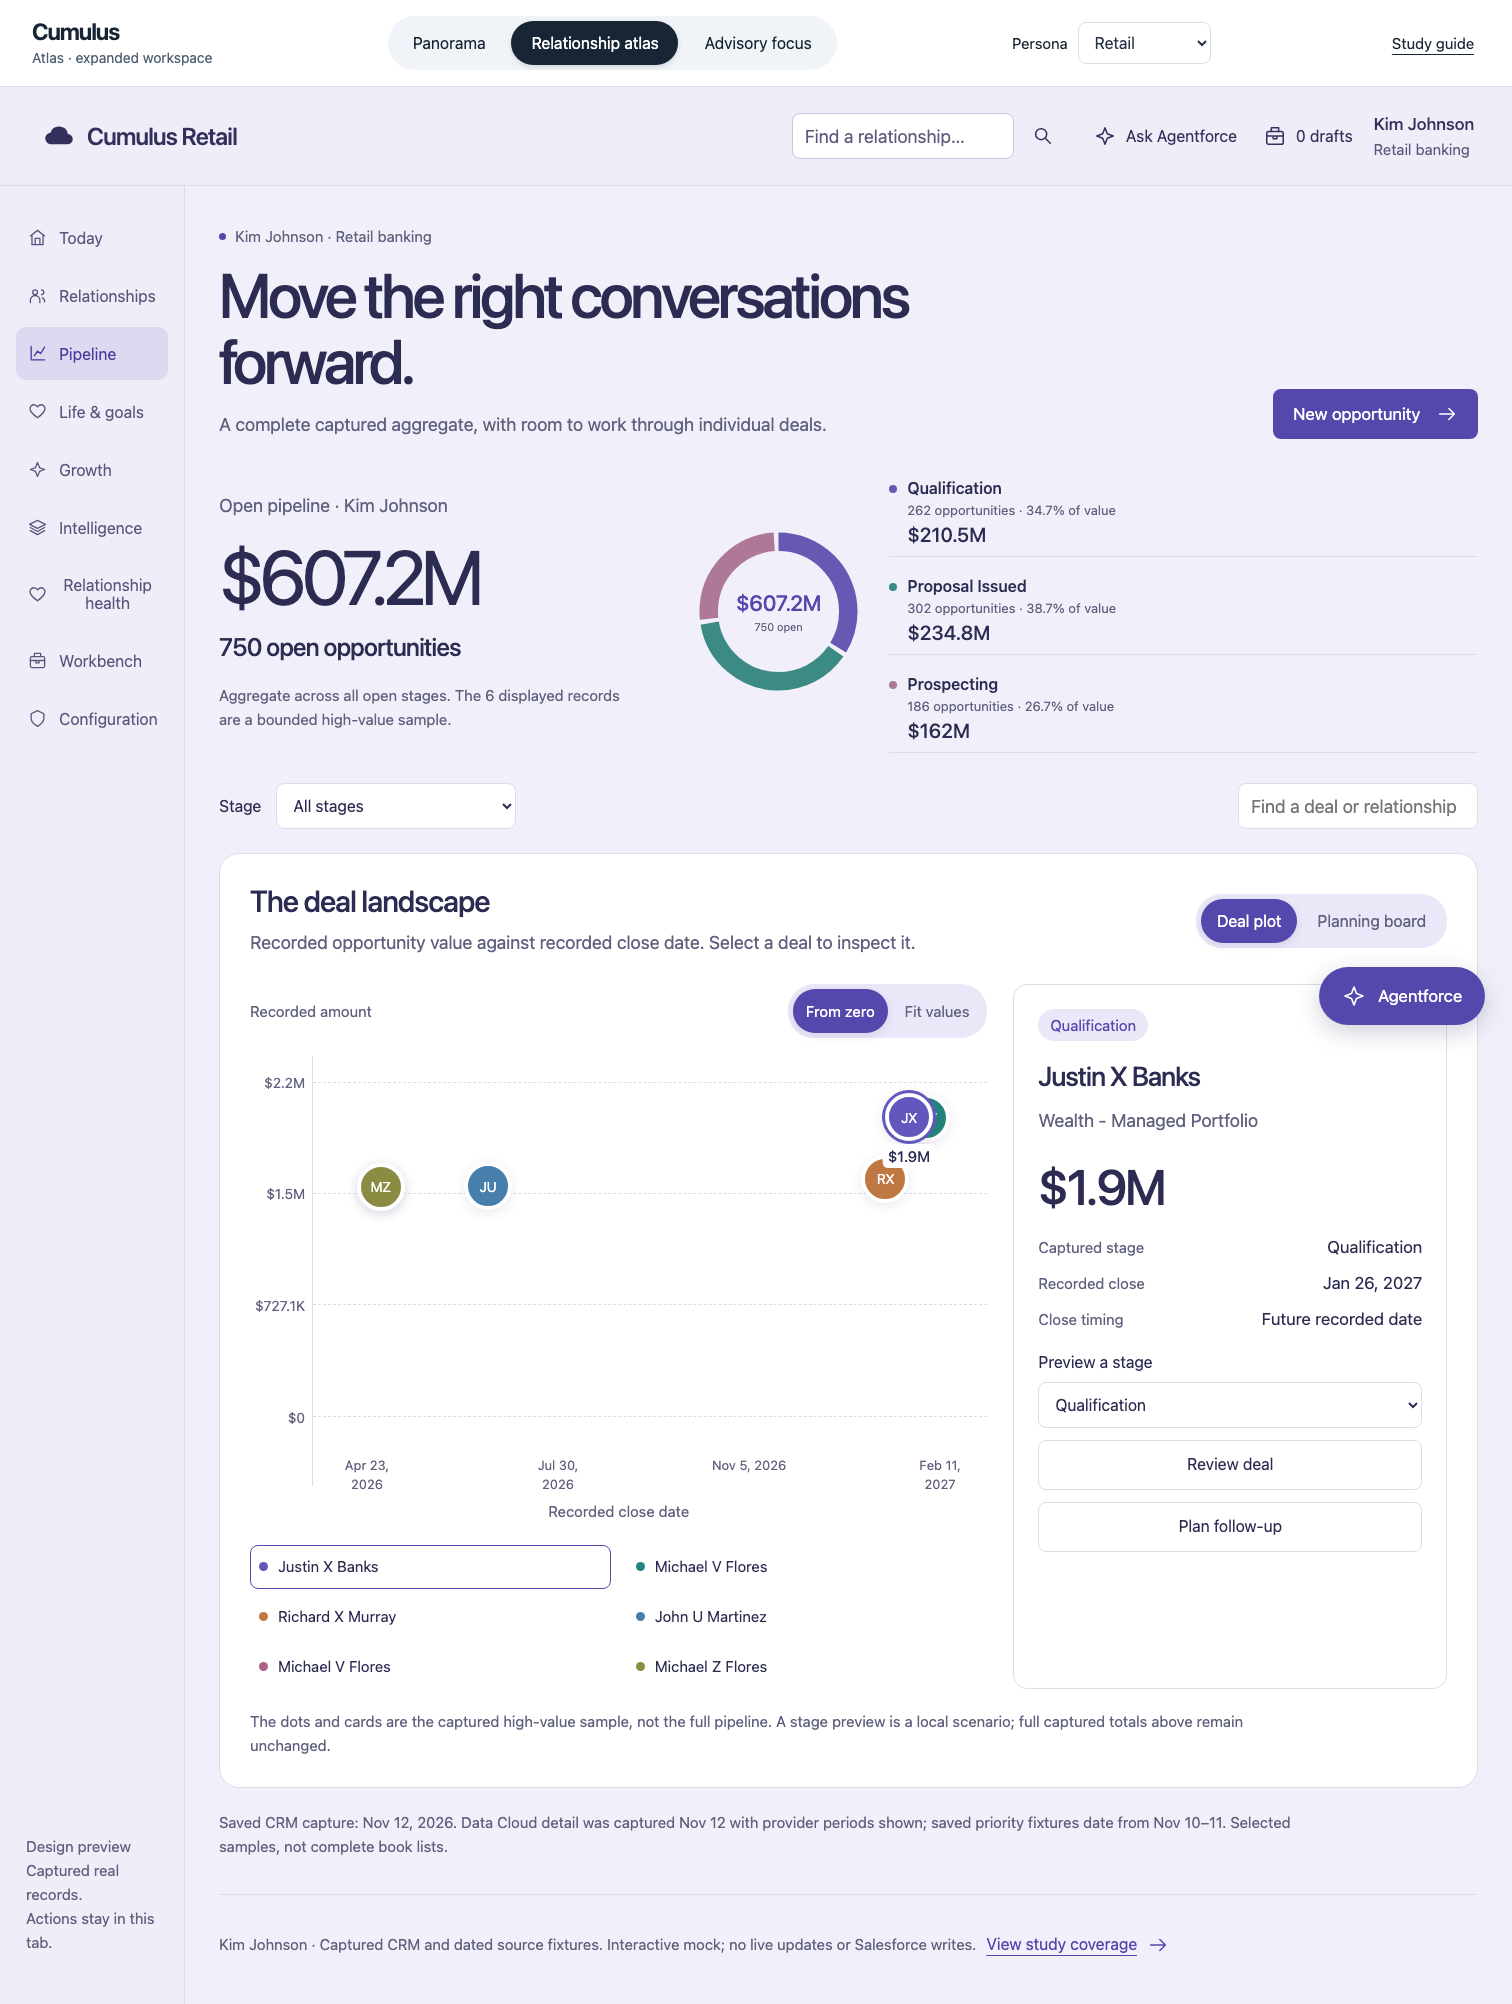 Cumulus
Atlas · expanded workspace
Panorama
Relationship atlas
Advisory focus
Persona
Retail
Study guide
Cumulus Retail
Find a relationship...
Ask Agentforce
0 drafts
Kim Johnson
Retail banking
Today
Relationships
Pipeline
Life & goals
Growth
Intelligence
Relationship
health
Workbench
Configuration
Design preview
Captured real
records.
Actions stay in this
tab.
Kim Johnson · Retail banking
Move the right conversations
forward.
A complete captured aggregate, with room to work through individual deals.
New opportunity
Open pipeline · Kim Johnson
$607.2M
750 open opportunities
Aggregate across all open stages. The 6 displayed records
are a bounded high-value sample.
$607.2M
750 open
Qualification
262 opportunities · 34.7% of value
$210.5M
Proposal Issued
302 opportunities · 38.7% of value
$234.8M
Prospecting
186 opportunities · 26.7% of value
$162M
Stage
All stages
Find a deal or relationship
The deal landscape
Recorded opportunity value against recorded close date. Select a deal to inspect it.
Deal plot
Planning board
Agentforce
Recorded amount
From zero
Fit values
$2.2M
$1.5M
$727.1K
$0
JX
$1.9M
RX
MZ
JU
Apr 23,
2026
Jul 30,
2026
Nov 5, 2026
Feb 11,
2027
Recorded close date
Justin X Banks
Michael V Flores
Richard X Murray
John U Martinez
Michael V Flores
Michael Z Flores
Qualification
Justin X Banks
Wealth - Managed Portfolio
$1.9M
Captured stage
Qualification
Recorded close
Jan 26, 2027
Close timing
Future recorded date
Preview a stage
Qualification
Review deal
Plan follow-up
The dots and cards are the captured high-value sample, not the full pipeline. A stage preview is a local scenario; full captured totals above remain
unchanged.
Saved CRM capture: Nov 12, 2026. Data Cloud detail was captured Nov 12 with provider periods shown; saved priority fixtures date from Nov 10–11. Selected
samples, not complete book lists.
Kim Johnson · Captured CRM and dated source fixtures. Interactive mock; no live updates or Salesforce writes.
View study coverage